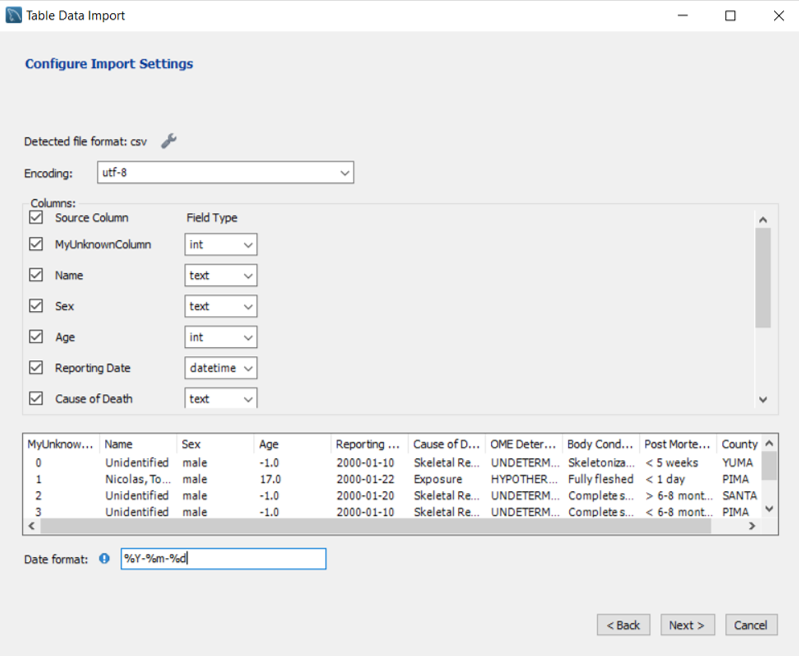 Table Data Import
Configure Import Settings
Detected file format: csv
Encoding: utf-8
Columns:
Source Column Field Type
MyUnknownColumn int
Name text
Sex text
Age int
Reporting Date datetime
Cause of Death text
MyUnknow... Name Sex Age Reporting ... Cause of D... OME Deter... Body Cond... Post Morte... County
0 Unidentified male -1.0 2000-01-10 Skeletal Re... UNDETERM... Skeletoniza... < 5 weeks YUMA
1 Nicolas, To... male 17.0 2000-01-22 Exposure HYPOTHER... Fully fleshed < 1 day PIMA
2 Unidentified male -1.0 2000-01-20 Skeletal Re... UNDETERM... Complete s... > 6-8 mont... SANTA
3 Unidentified male -1.0 2000-01-10 Skeletal Re... UNDETERM... Complete s... < 6-8 mont... PIMA
Date format: %Y-%m-%d
< Back Next > Cancel